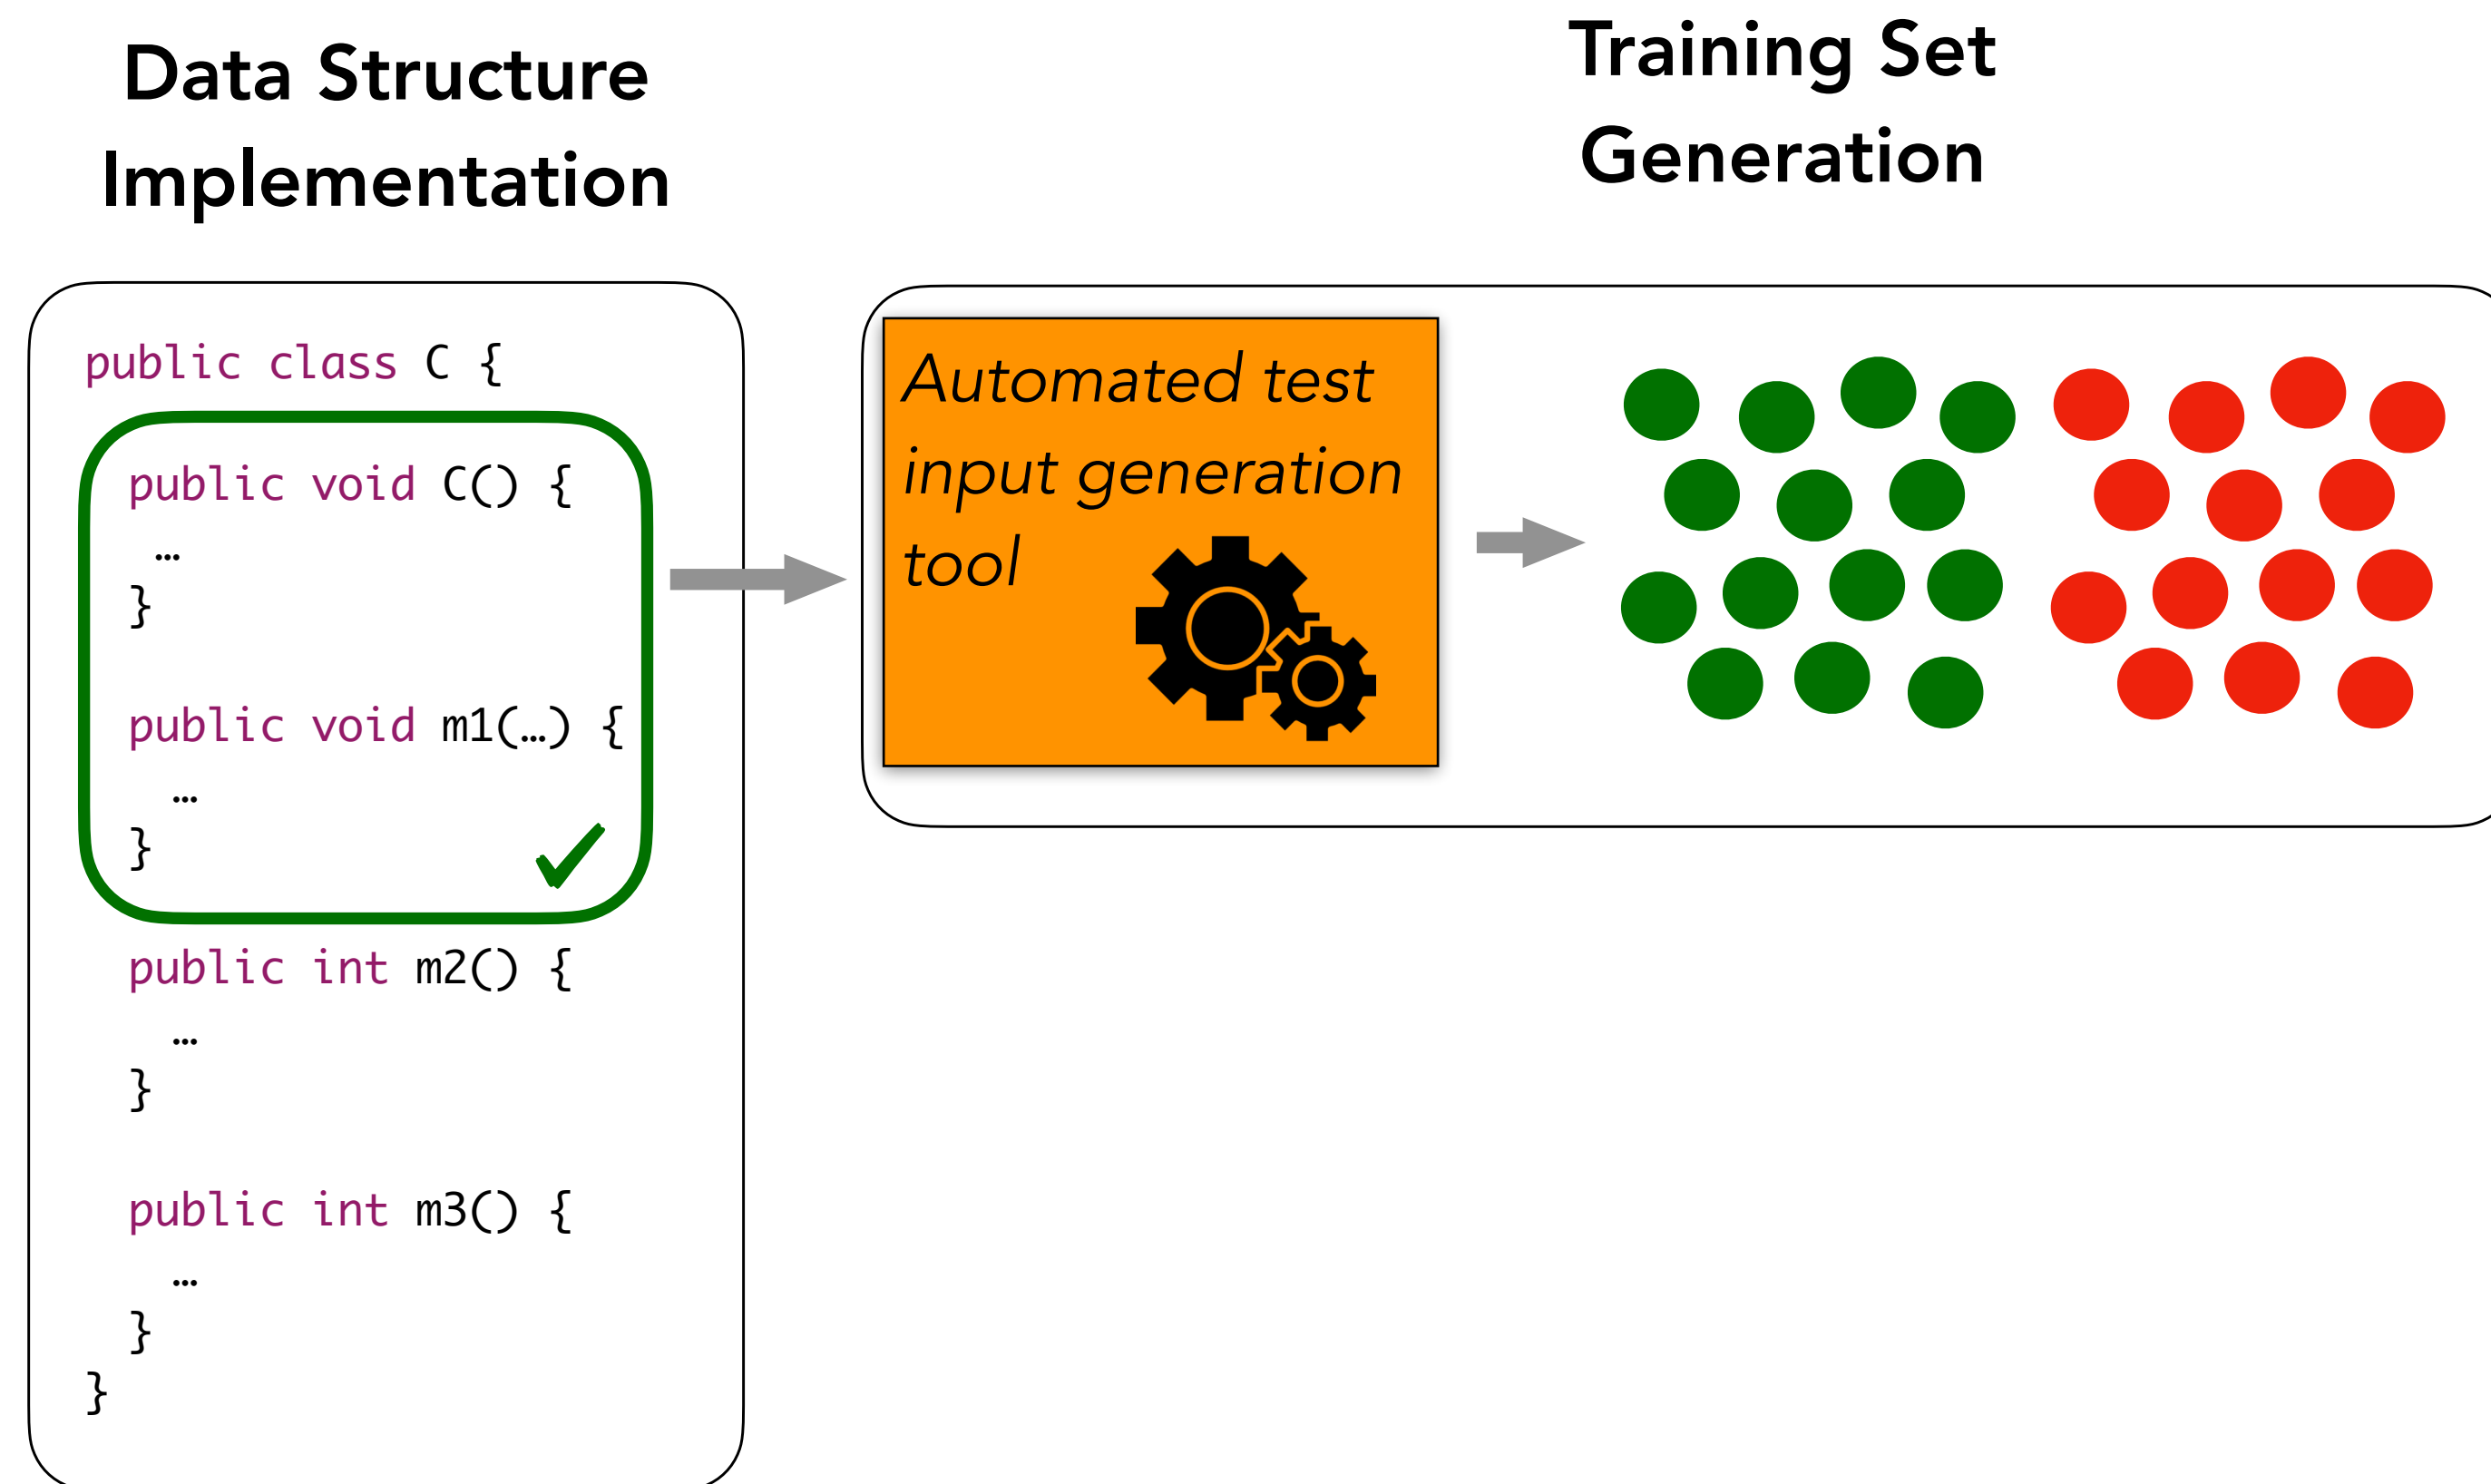 Data Structure
Implementation
Training Set
Generation
public class C {
public void C() {
…
}
public void m1(…) {
…
}
public int m2() {
…
}
public int m3() {
…
}
}
Automated test
input generation
tool